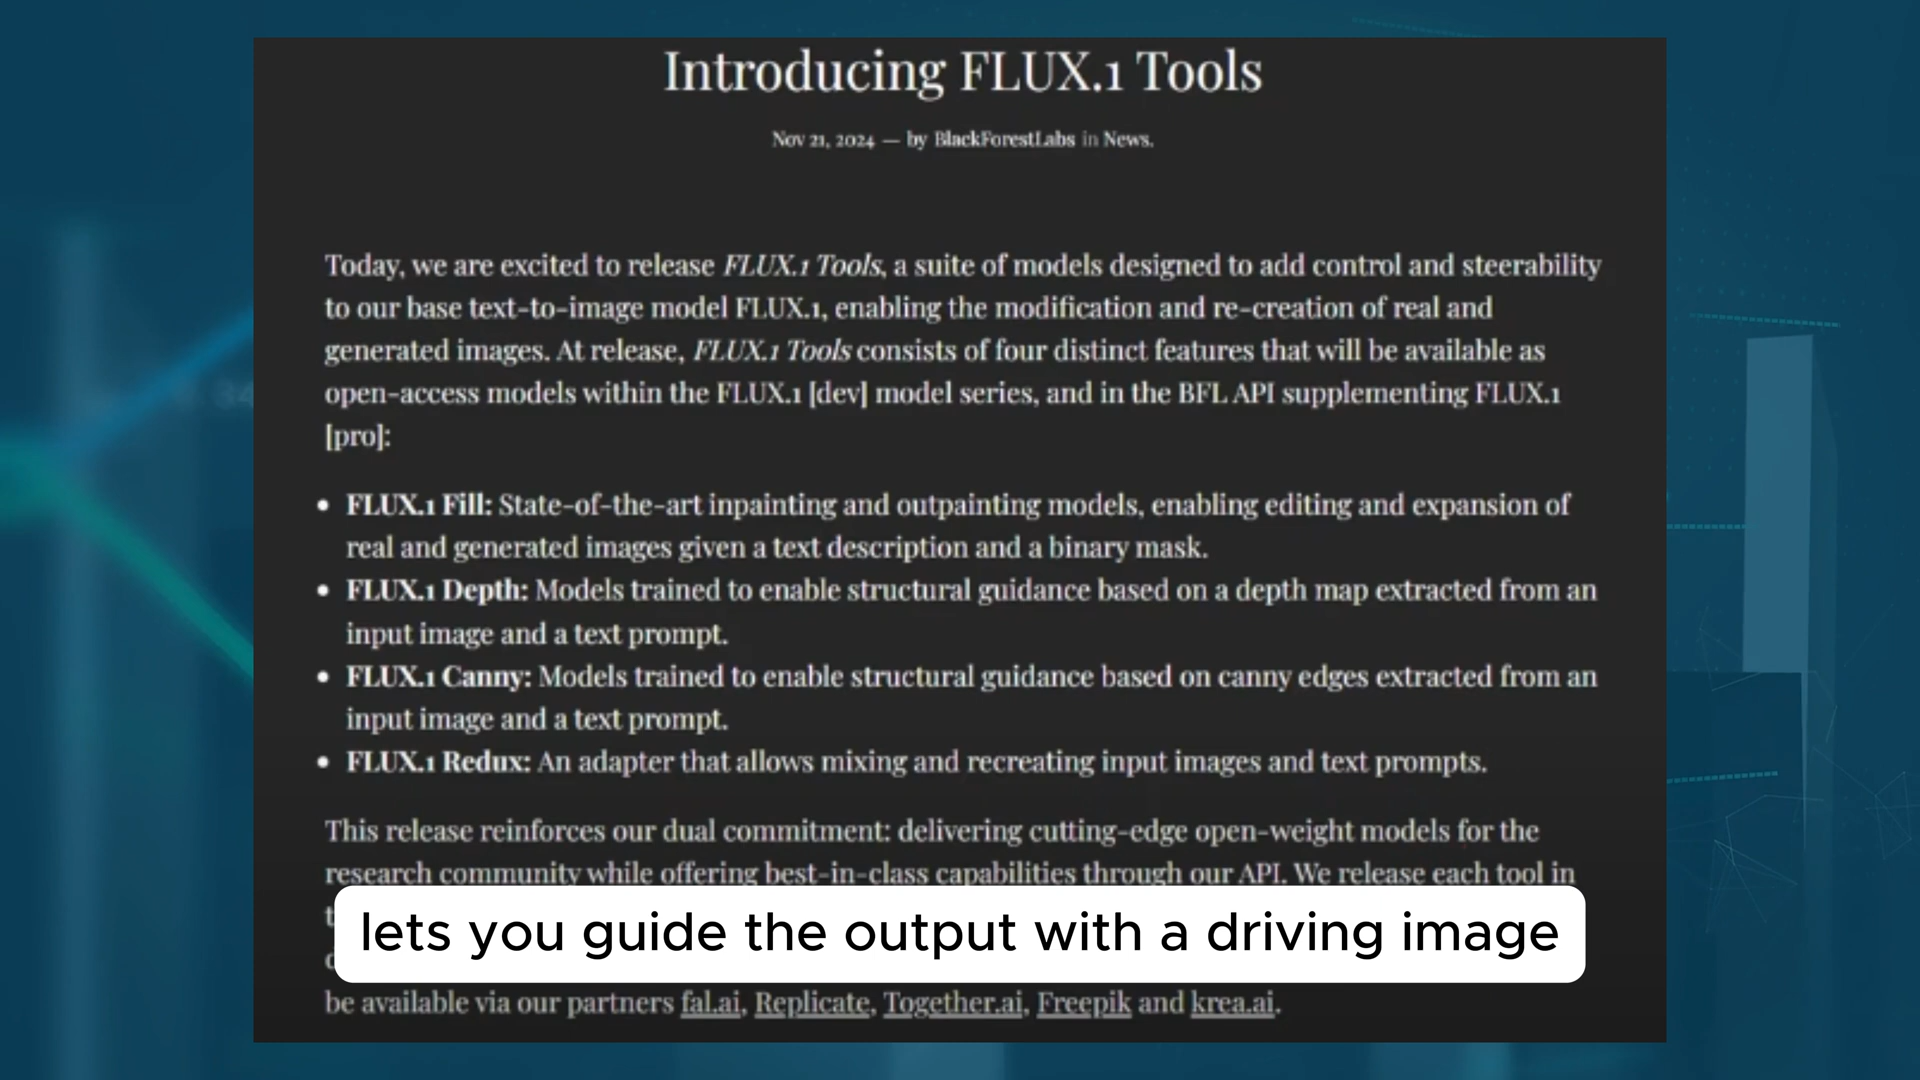 Introducing FLUX.1 Tools
Nov 21, 2024 — by BlackForestLabs in News.
Today, we are excited to release FLUX.1 Tools, a suite of models designed to add control and steerability
to our base text-to-image model FLUX.1, enabling the modification and re-creation of real and
generated images. At release, FLUX.1 Tools consists of four distinct features that will be available as
open-access models within the FLUX.1 [dev] model series, and in the BFL API supplementing FLUX.1
[pro]:
• FLUX.1 Fill: State-of-the-art inpainting and outpainting models, enabling editing and expansion of
real and generated images given a text description and a binary mask.
• FLUX.1 Depth: Models trained to enable structural guidance based on a depth map extracted from an
input image and a text prompt.
• FLUX.1 Canny: Models trained to enable structural guidance based on canny edges extracted from an
input image and a text prompt.
• FLUX.1 Redux: An adapter that allows mixing and recreating input images and text prompts.
This release reinforces our dual commitment: delivering cutting-edge open-weight models for the
research community while offering best-in-class capabilities through our API. We release each tool in
lets you guide the output with a driving image
be available via our partners fal.ai, Replicate, Together.ai, Freepik and krea.ai.